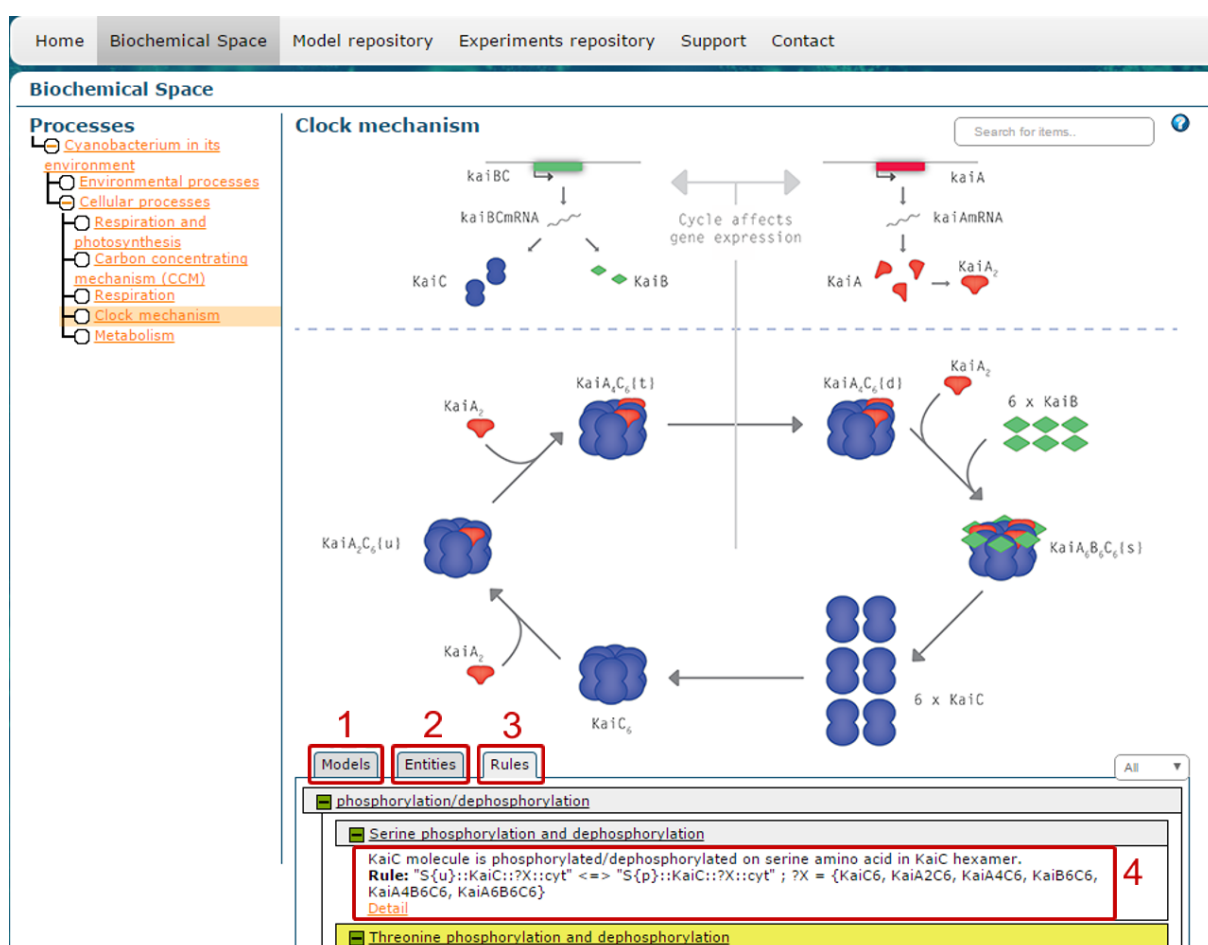 Home Biochemical Space Model repository Experiments repository Support Contact
Biochemical Space
Processes
Cyanobacterium in its
environment
Environmental processes
Cellular processes
Respiration and
photosynthesis
Carbon concentrating
mechanism (CCM)
Respiration
Clock mechanism
Metabolism
Clock mechanism
Search for items..
?
kaiBC
kaiA
kaiBCmRNA
Cycle affects
gene expression
kaiAmRNA
KaiC
KaiB
KaiA
KaiA₂
KaiA₄C₆{t}
KaiA₄C₆{d}
KaiA₂
KaiA₂
6 x KaiB
KaiA₂C₆{u}
KaiA₆B₆C₆{s}
KaiA₂
KaiC₆
6 x KaiC
1 2 3
Models Entities Rules
All ▼
phosphorylation/dephosphorylation
Serine phosphorylation and dephosphorylation
KaiC molecule is phosphorylated/dephosphorylated on serine amino acid in KaiC hexamer.
Rule: "S{u}::KaiC::?X::cyt" <=> "S{p}::KaiC::?X::cyt" ; ?X = {KaiC6, KaiA2C6, KaiA4C6, KaiB6C6,
KaiA4B6C6, KaiA6B6C6}
Detail
4
Threonine phosphorylation and dephosphorylation